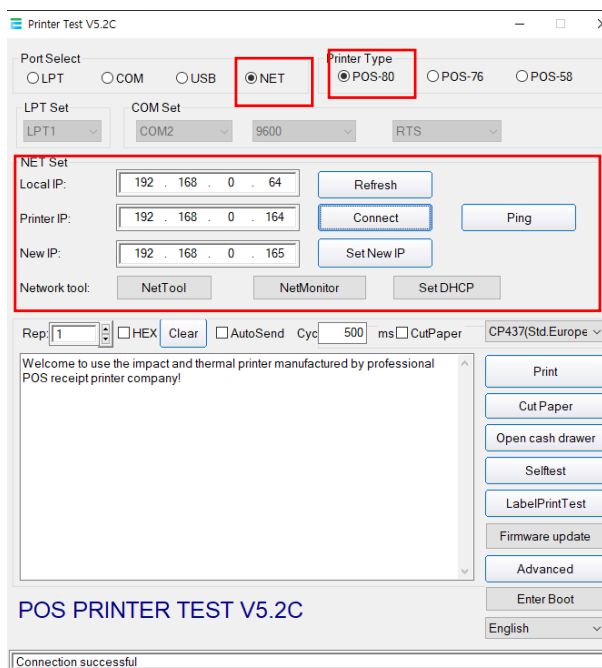 Printer Test V5.2C
Port Select
LPT COM USB NET
Printer Type
POS-80 POS-76 POS-58
LPT Set
LPT1
COM Set
COM2 9600 RTS
NET Set
Local IP: 192 . 168 . 0 . 64 Refresh
Printer IP: 192 . 168 . 0 . 164 Connect Ping
New IP: 192 . 168 . 0 . 165 Set New IP
Network tool: NetTool NetMonitor Set DHCP
Rep: 1 HEX Clear AutoSend Cyc 500 ms CutPaper CP437(Std.Europe
Welcome to use the impact and thermal printer manufactured by professional
POS receipt printer company!
Print
Cut Paper
Open cash drawer
Selftest
LabelPrintTest
Firmware update
Advanced
Enter Boot
English
POS PRINTER TEST V5.2C
Connection successful